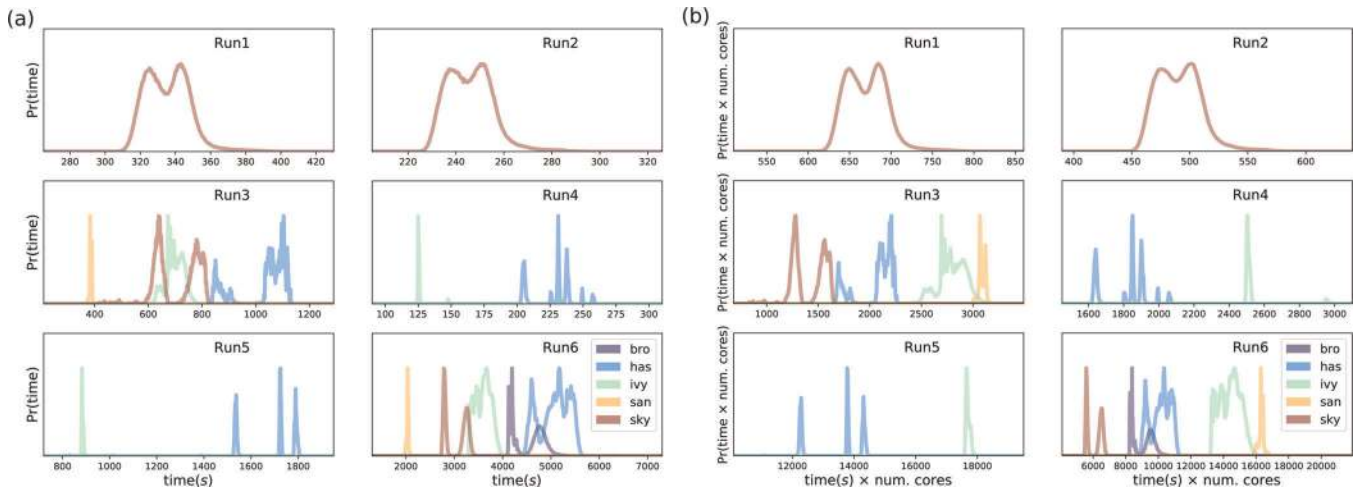 (a)
Run1
Pr(time)
280 300 320 340 360 380 400 420
Run2
220 240 260 280 300 320
Run3
Pr(time)
400 600 800 1000 1200
Run4
100 125 150 175 200 225 250 275 300
Run5
Pr(time)
800 1000 1200 1400 1600 1800
time(s)
Run6
bro
has
ivy
san
sky
2000 3000 4000 5000 6000 7000
time(s)
(b)
Run1
Pr(time × num. cores)
550 600 650 700 750 800 850
Run2
400 450 500 550 600
Run3
Pr(time × num. cores)
1000 1500 2000 2500 3000
Run4
1600 1800 2000 2200 2400 2600 2800 3000
Run5
Pr(time × num. cores)
12000 14000 16000 18000
time(s) × num. cores
Run6
bro
has
ivy
san
sky
6000 8000 10000 12000 14000 16000 18000 20000
time(s) × num. cores